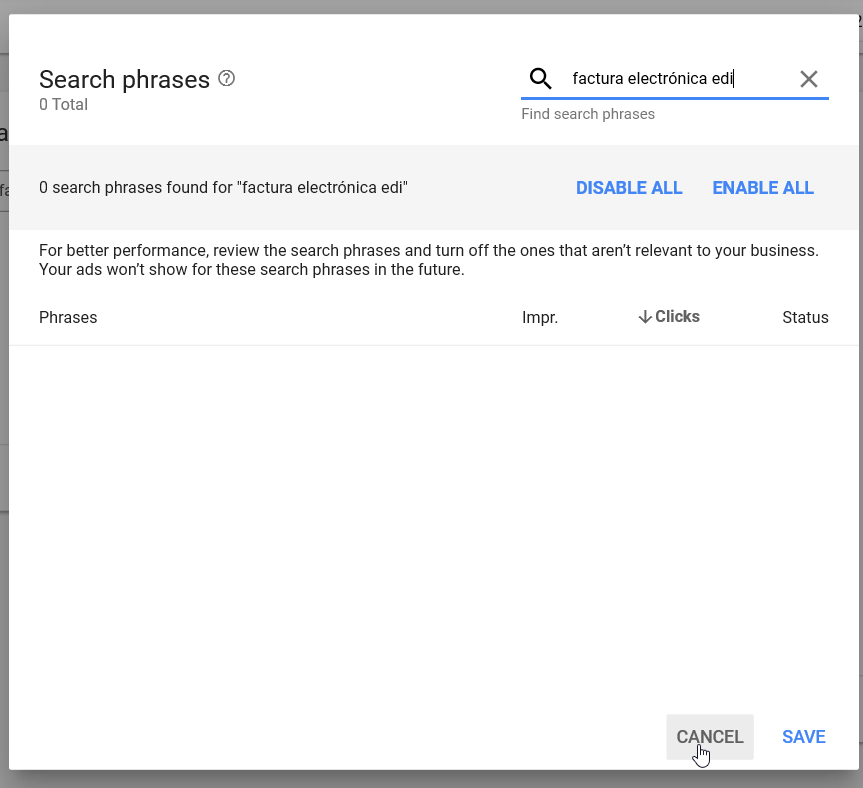 Search phrases
0 Total
factura electrónica edi
Find search phrases
0 search phrases found for "factura electrónica edi"
DISABLE ALL
ENABLE ALL
For better performance, review the search phrases and turn off the ones that aren’t relevant to your business.
Your ads won’t show for these search phrases in the future.
Phrases Impr. Clicks Status
CANCEL SAVE